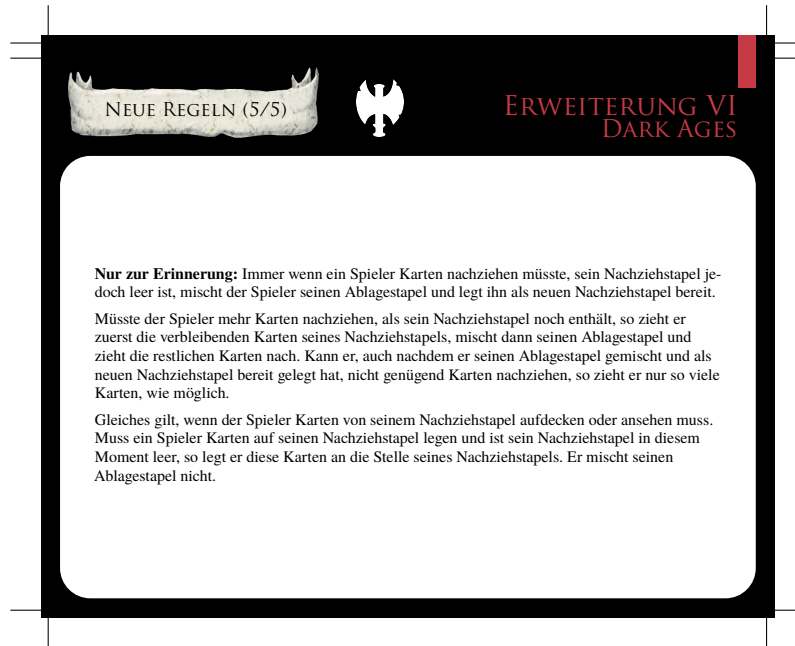 NEUE REGELN (5/5)
ERWEITERUNG VI
DARK AGES
Nur zur Erinnerung: Immer wenn ein Spieler Karten nachziehen müsste, sein Nachziehstapel je-
doch leer ist, mischt der Spieler seinen Ablagestapel und legt ihn als neuen Nachziehstapel bereit.
Müsste der Spieler mehr Karten nachziehen, als sein Nachziehstapel noch enthält, so zieht er
zuerst die verbleibenden Karten seines Nachziehstapels, mischt dann seinen Ablagestapel und
zieht die restlichen Karten nach. Kann er, auch nachdem er seinen Ablagestapel gemischt und als
neuen Nachziehstapel bereit gelegt hat, nicht genügend Karten nachziehen, so zieht er nur so viele
Karten, wie möglich.
Gleiches gilt, wenn der Spieler Karten von seinem Nachziehstapel aufdecken oder ansehen muss.
Muss ein Spieler Karten auf seinen Nachziehstapel legen und ist sein Nachziehstapel in diesem
Moment leer, so legt er diese Karten an die Stelle seines Nachziehstapels. Er mischt seinen
Ablagestapel nicht.